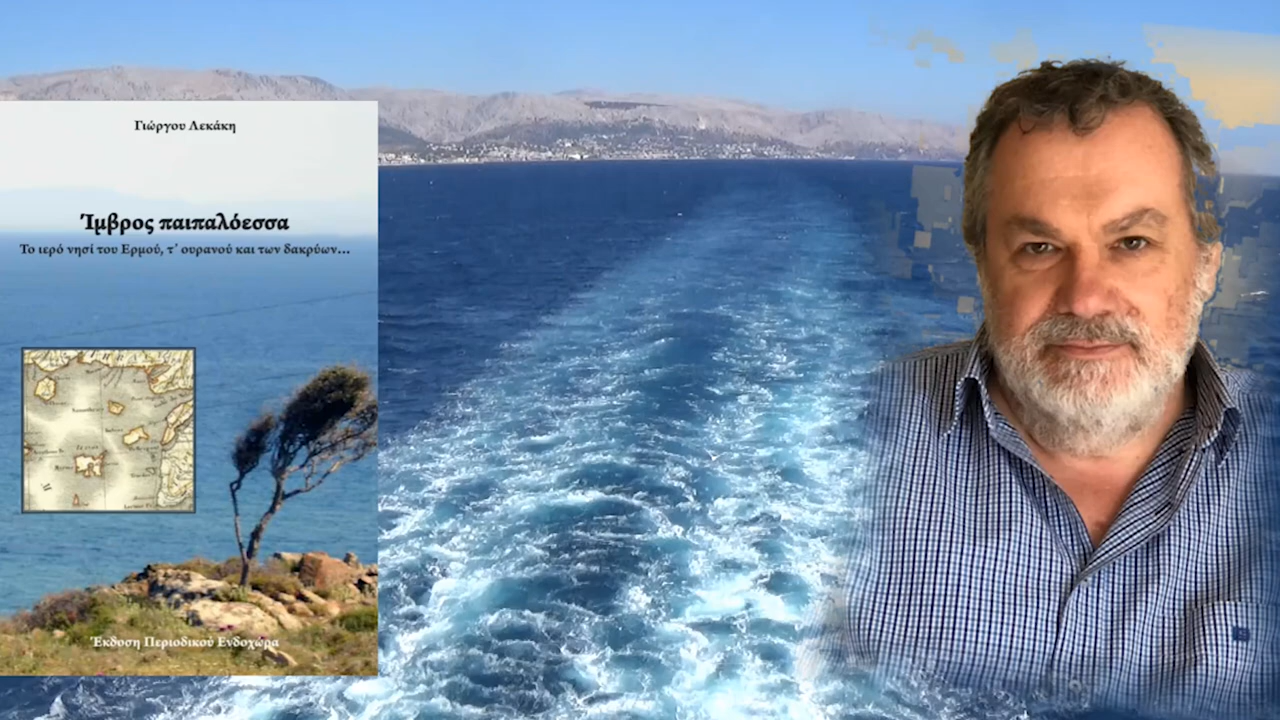 Γιώργου Λεκάκη
Ίμβρος παιπαλόεσσα
Το ιερό νησί του Ερμού, τ’ ουρανού και των δακρύων...
Έκδοση Περιοδικού Ενδοχώρα